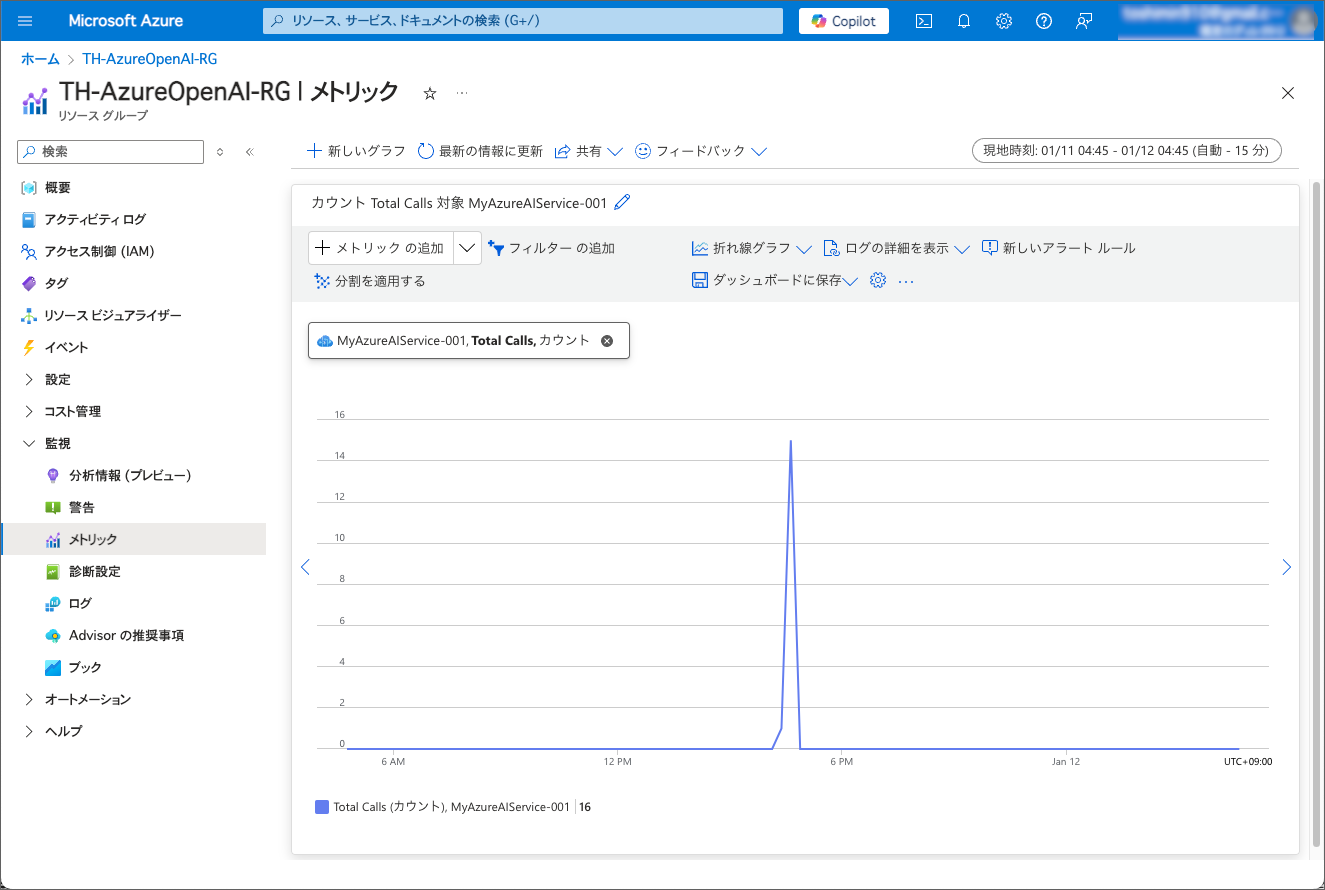 Microsoft Azure
リソース、サービス、ドキュメントの検索 (G+/)
Copilot
ホーム > TH-AzureOpenAI-RG
TH-AzureOpenAI-RG | メトリック
リソース グループ
検索
概要
アクティビティ ログ
アクセス制御 (IAM)
タグ
リソース ビジュアライザー
イベント
設定
コスト管理
監視
分析情報 (プレビュー)
警告
メトリック
診断設定
ログ
Advisor の推奨事項
ブック
オートメーション
ヘルプ
新しいグラフ 最新の情報に更新 共有 フィードバック
現地時刻: 01/11 04:45 - 01/12 04:45 (自動 - 15 分)
カウント Total Calls 対象 MyAzureAIService-001
メトリック の追加 フィルター の追加 折れ線グラフ ログの詳細を表示 新しいアラート ルール
分割を適用する ダッシュボードに保存
MyAzureAIService-001, Total Calls, カウント
16
14
12
10
8
6
4
2
0
6 AM 12 PM 6 PM Jan 12 UTC+09:00
Total Calls (カウント), MyAzureAIService-001 | 16